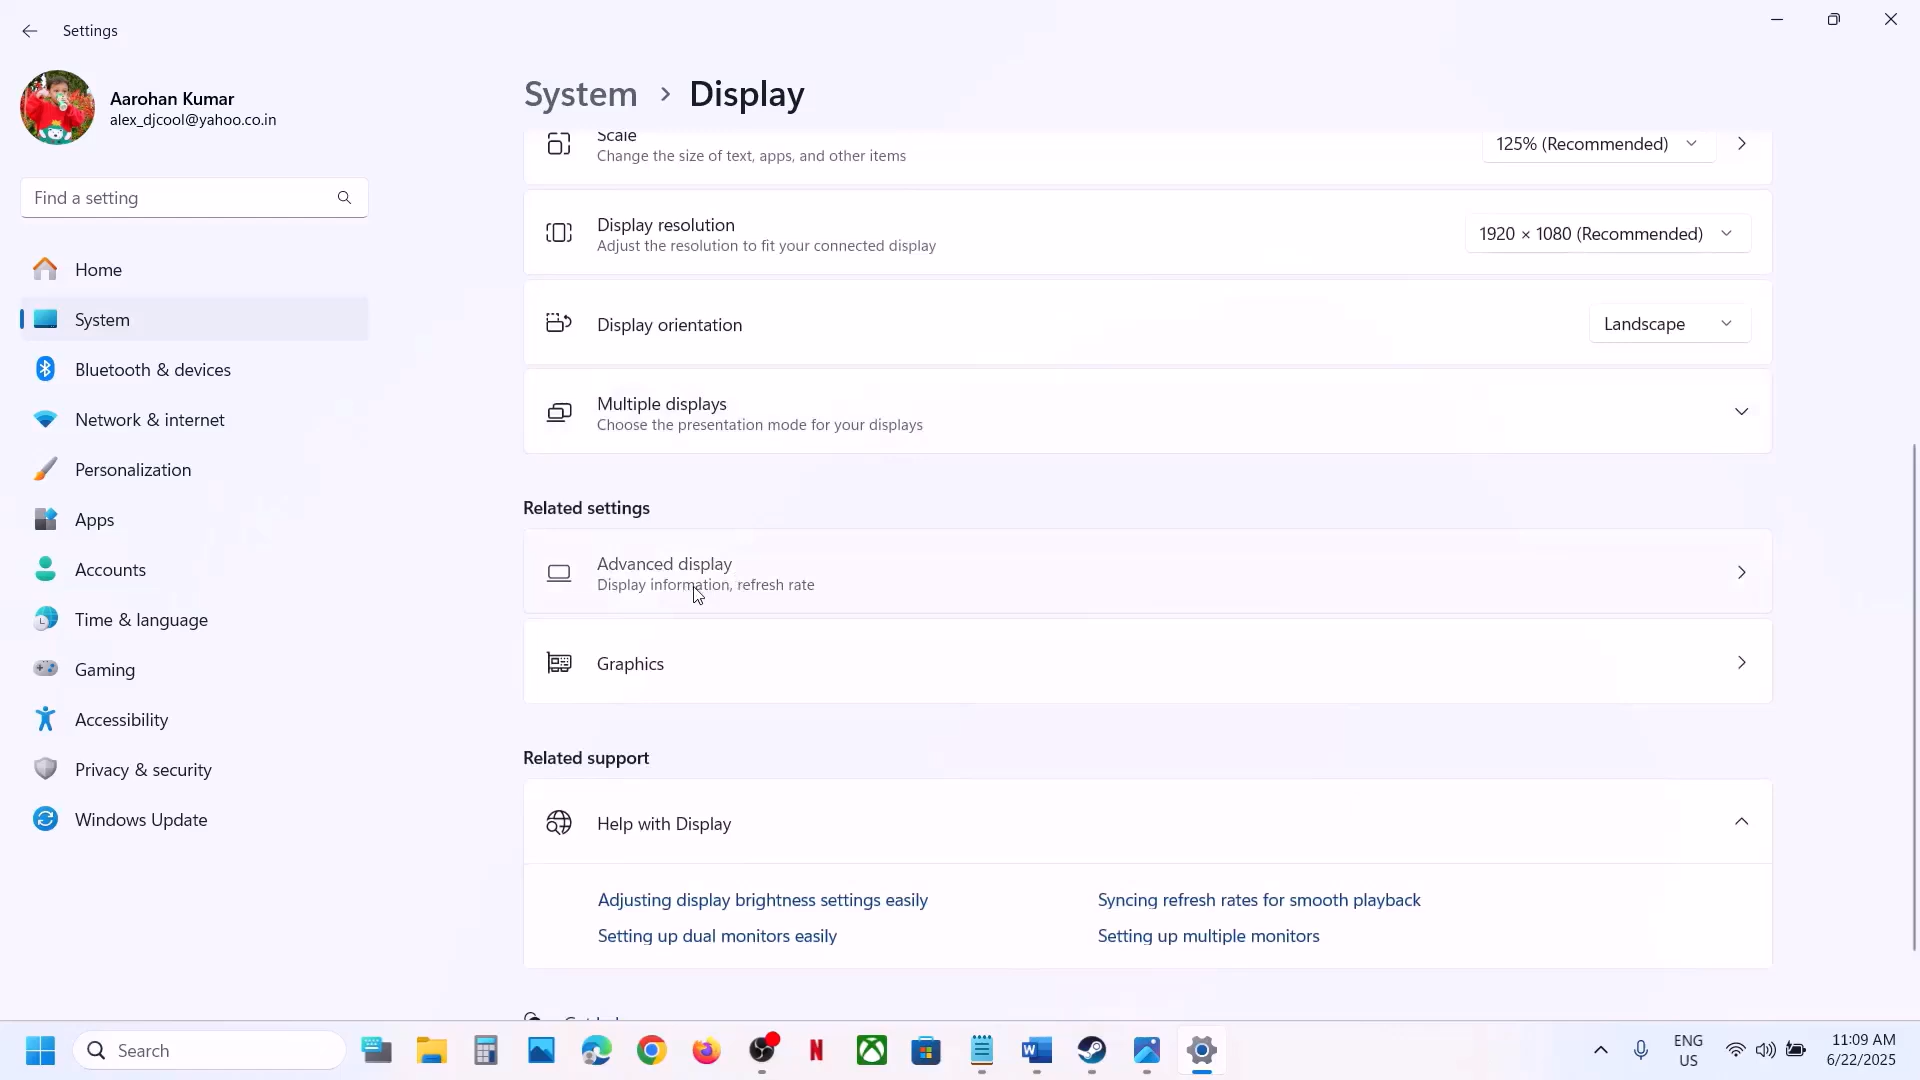 Settings
Aarohan Kumar
alex_djcool@yahoo.co.in
Find a setting
Home
System
Bluetooth & devices
Network & internet
Personalization
Apps
Accounts
Time & language
Gaming
Accessibility
Privacy & security
Windows Update
System > Display
Scale
Change the size of text, apps, and other items
125% (Recommended)
Display resolution
Adjust the resolution to fit your connected display
1920 × 1080 (Recommended)
Display orientation
Landscape
Multiple displays
Choose the presentation mode for your displays
Related settings
Advanced display
Display information, refresh rate
Graphics
Related support
Help with Display
Adjusting display brightness settings easily
Syncing refresh rates for smooth playback
Setting up dual monitors easily
Setting up multiple monitors
Search
ENG
US
11:09 AM
6/22/2025